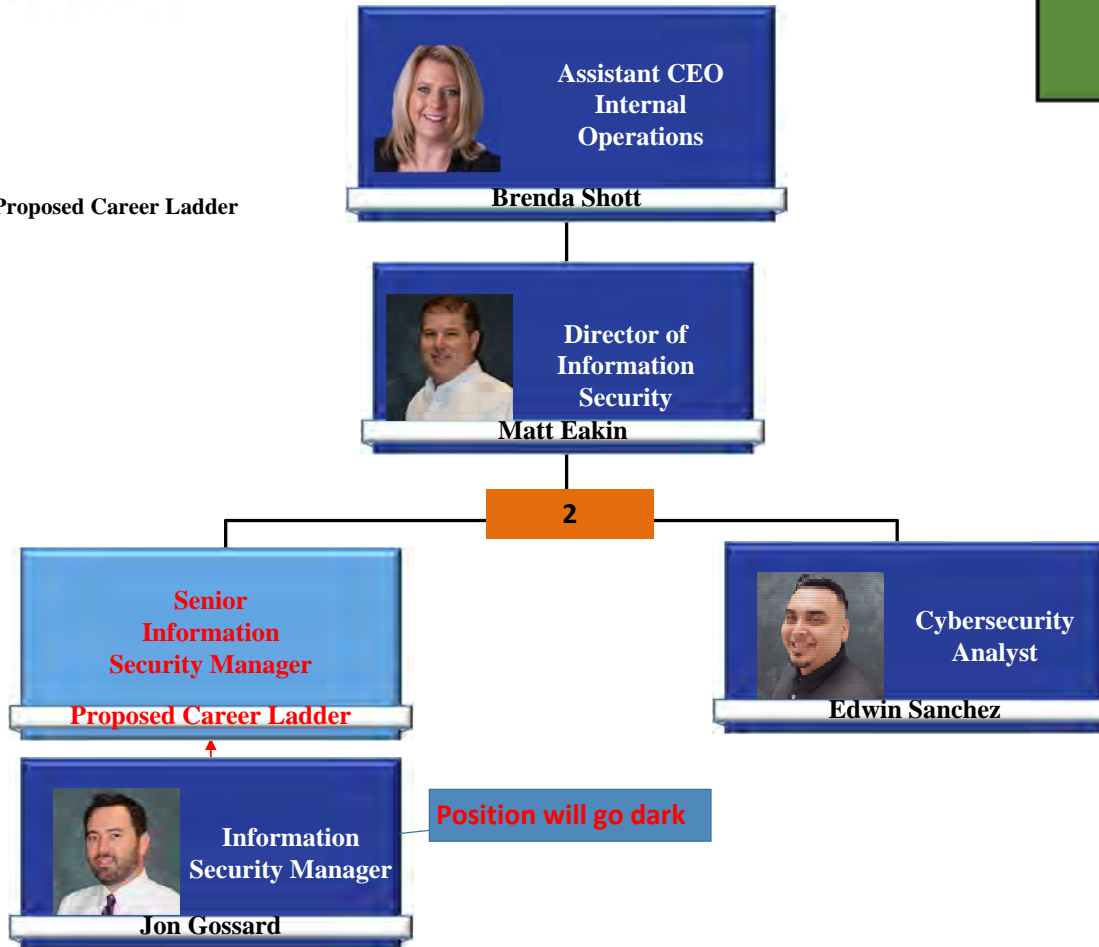 Assistant CEO
Internal
Operations
Brenda Shott
Proposed Career Ladder
Director of
Information
Security
Matt Eakin
2
Senior
Information
Security Manager
Proposed Career Ladder
Cybersecurity
Analyst
Edwin Sanchez
Information
Security Manager
Jon Gossard
Position will go dark